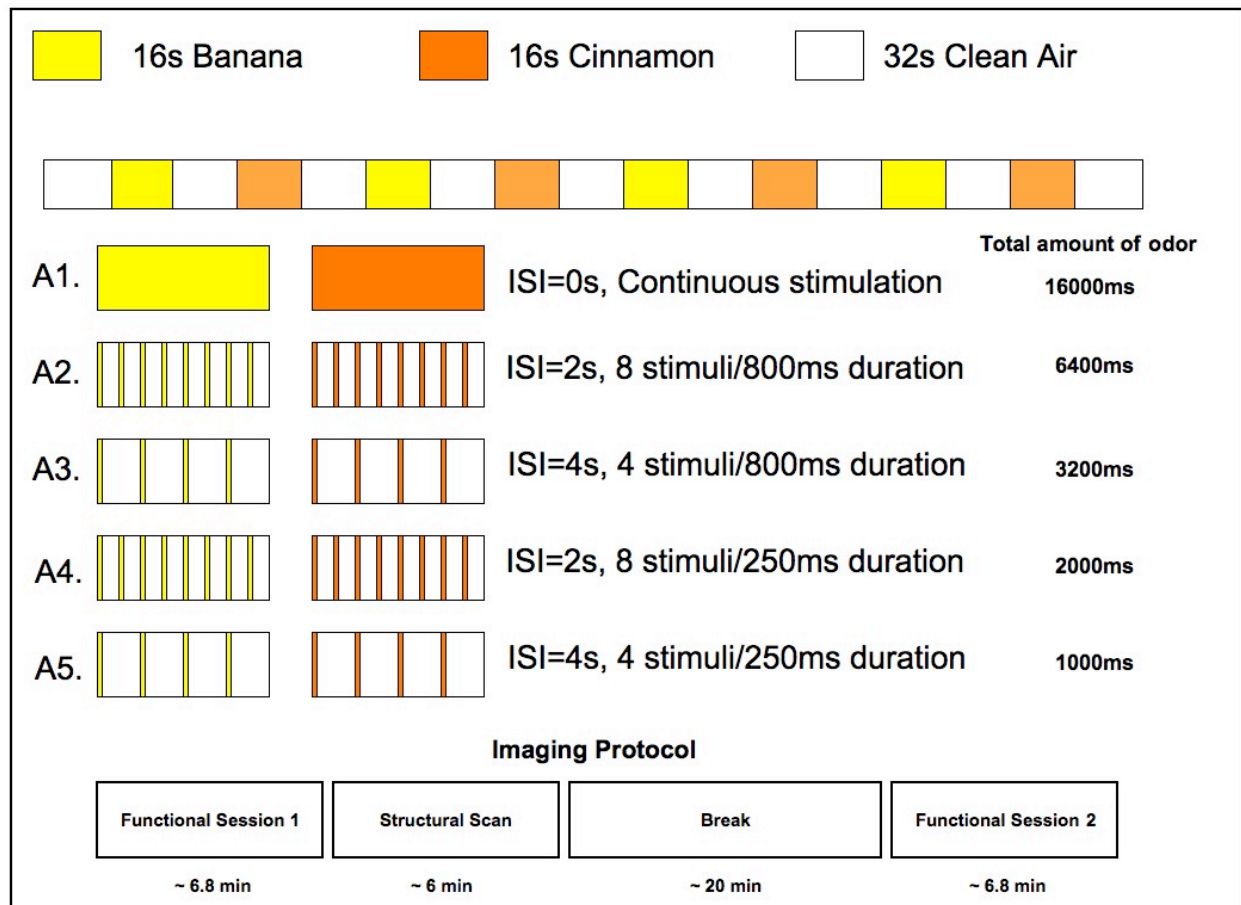 16s Banana 16s Cinnamon 32s Clean Air
Total amount of odor
A1. ISI=0s, Continuous stimulation 16000ms
A2. ISI=2s, 8 stimuli/800ms duration 6400ms
A3. ISI=4s, 4 stimuli/800ms duration 3200ms
A4. ISI=2s, 8 stimuli/250ms duration 2000ms
A5. ISI=4s, 4 stimuli/250ms duration 1000ms
Imaging Protocol
Functional Session 1 Structural Scan Break Functional Session 2
~ 6.8 min ~ 6 min ~ 20 min ~ 6.8 min